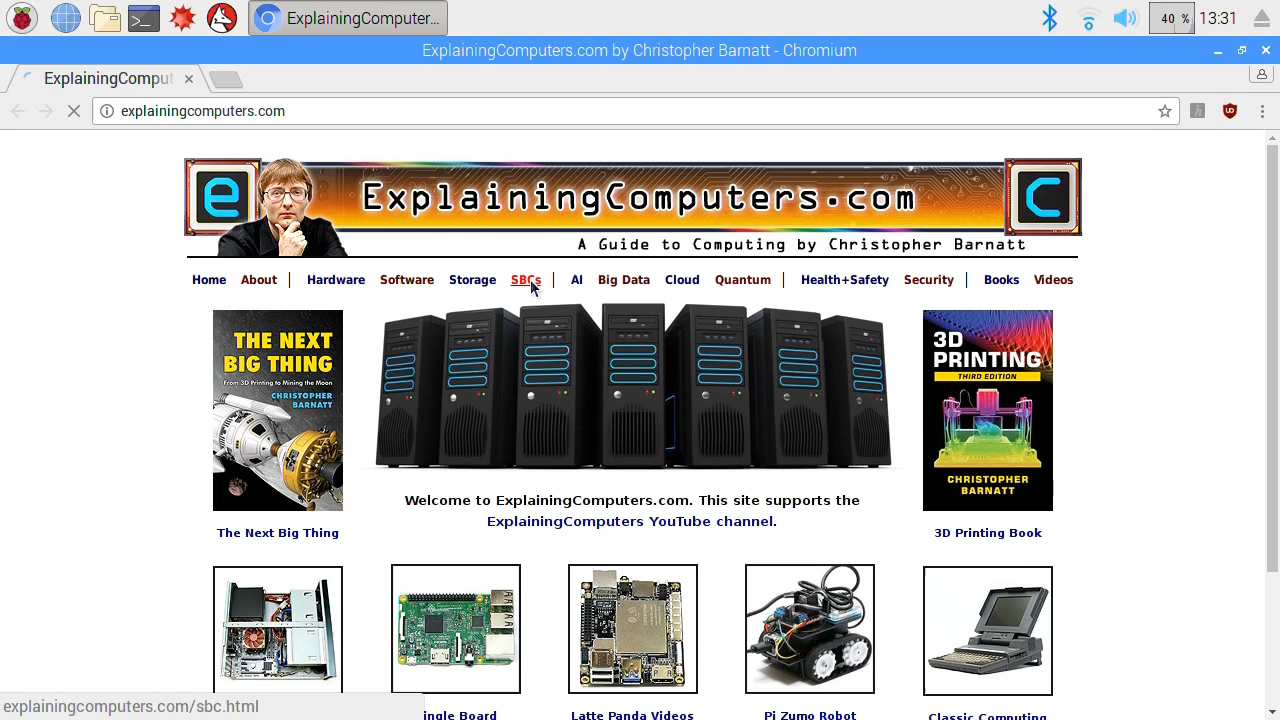 ExplainingComputer...
40 %
13:31
ExplainingComputers.com by Christopher Barnatt - Chromium
ExplainingComput
explainingcomputers.com
e
ExplainingComputers.com
c
A Guide to Computing by Christopher Barnatt
Home About Hardware Software Storage SBCs AI Big Data Cloud Quantum Health+Safety Security Books Videos
THE NEXT
BIG THING
From 3D Printing to Mining the Moon
CHRISTOPHER
BARNATT
3D
PRINTING
THIRD EDITION
CHRISTOPHER
BARNATT
Welcome to ExplainingComputers.com. This site supports the
ExplainingComputers YouTube channel.
The Next Big Thing
3D Printing Book
explainingcomputers.com/sbc.html
ngle Board
Latte Panda Videos
Pi Zumo Robot
Classic Computing